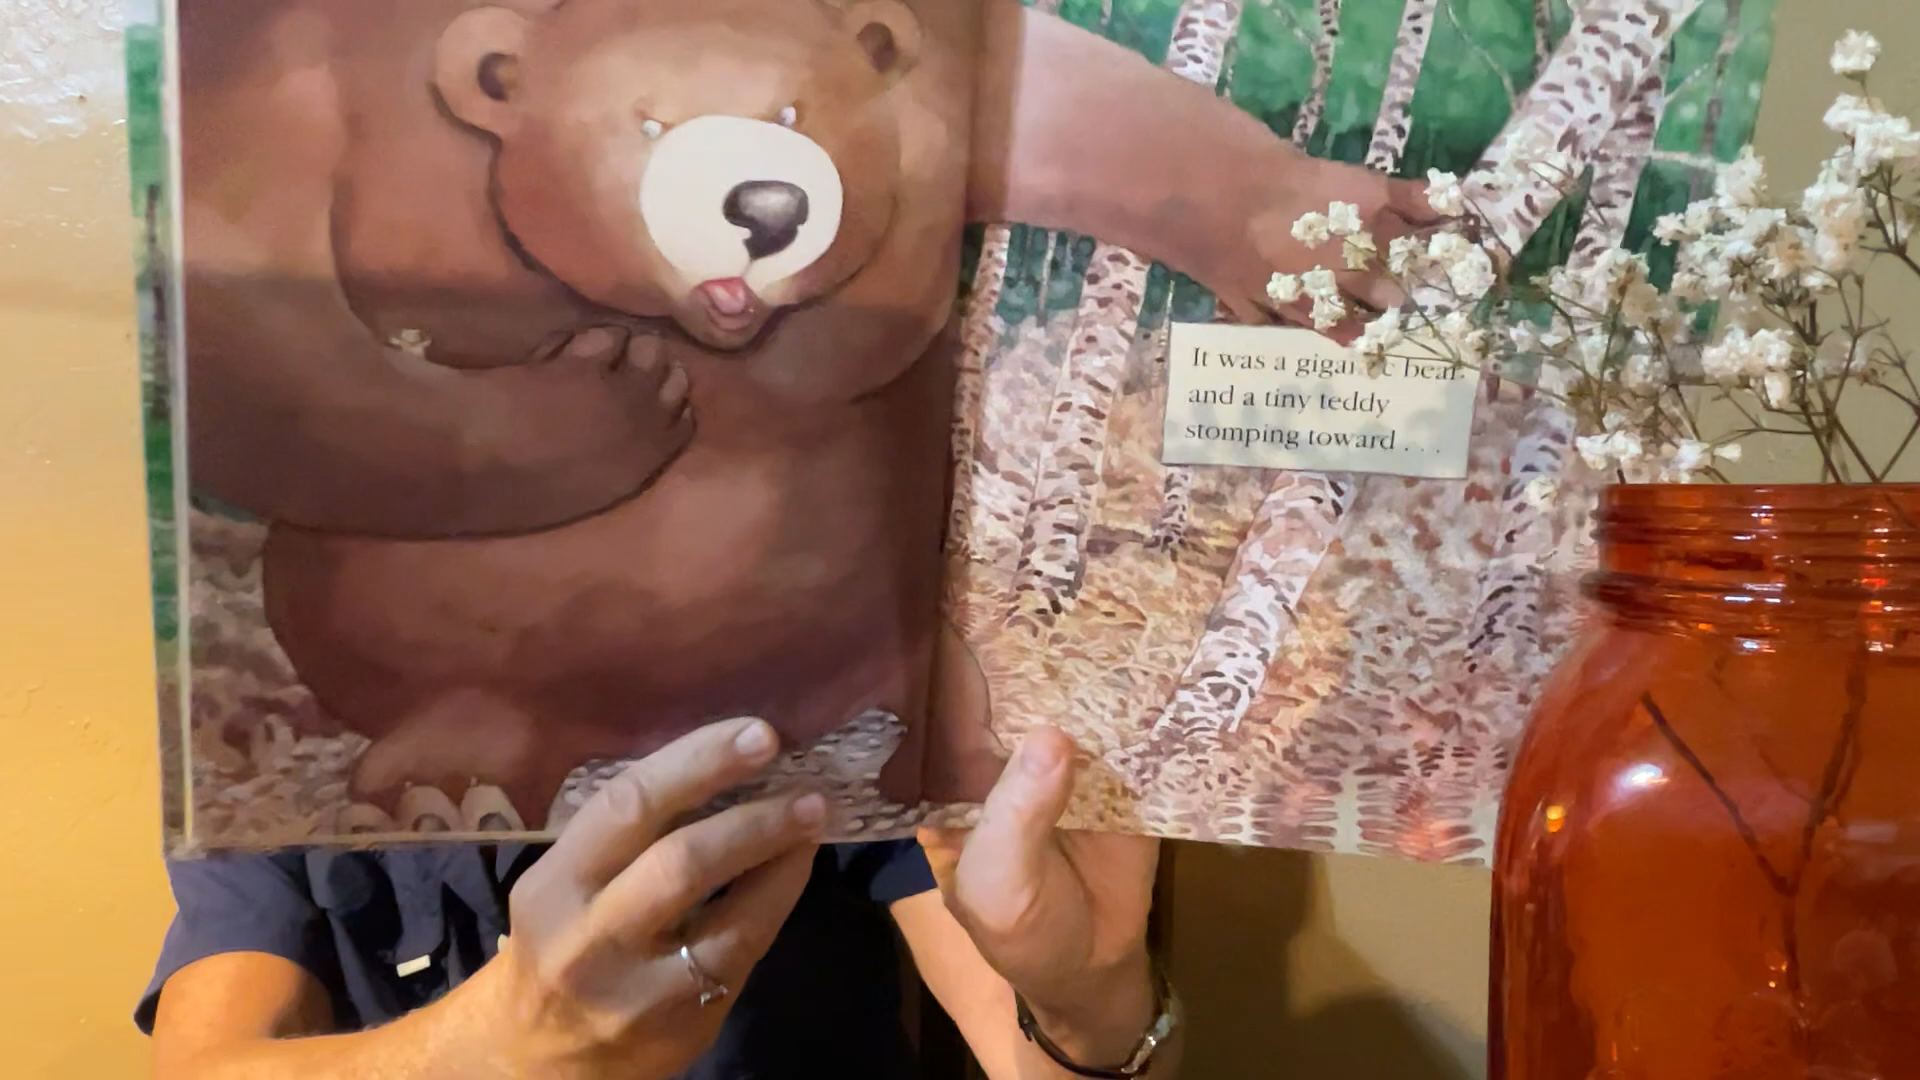 It was a gigantic bear
and a tiny teddy
stomping toward . . .